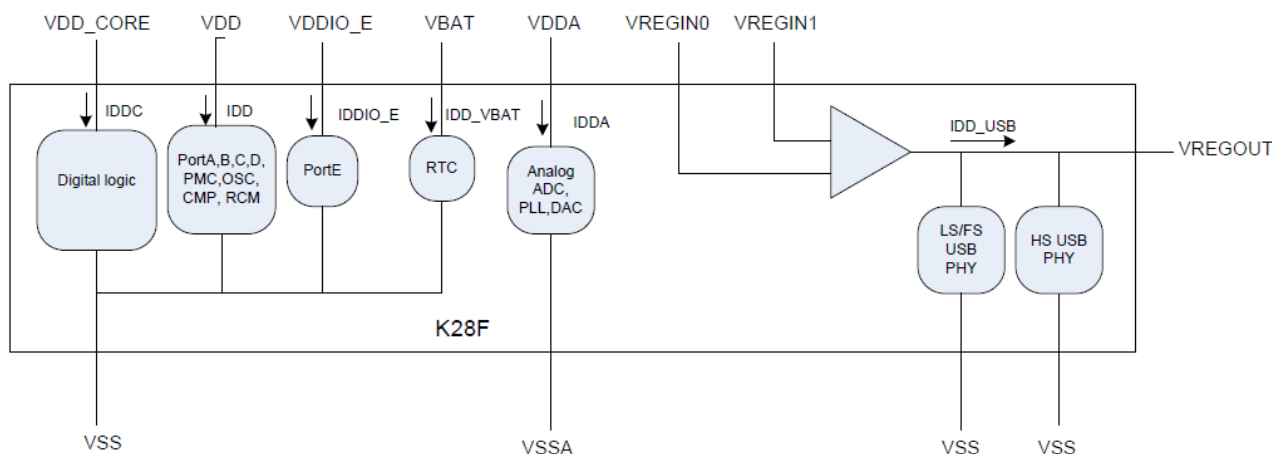 VDD_CORE
VDD
VDDIO_E
VBAT
VDDA
VREGIN0
VREGIN1
IDDC
IDD
IDDIO_E
IDD_VBAT
IDDA
IDD_USB
VREGOUT
Digital logic
PortA,B,C,D,
PMC,OSC,
CMP, RCM
PortE
RTC
Analog
ADC,
PLL,DAC
LS/FS
USB
PHY
HS USB
PHY
K28F
VSS
VSSA
VSS
VSS